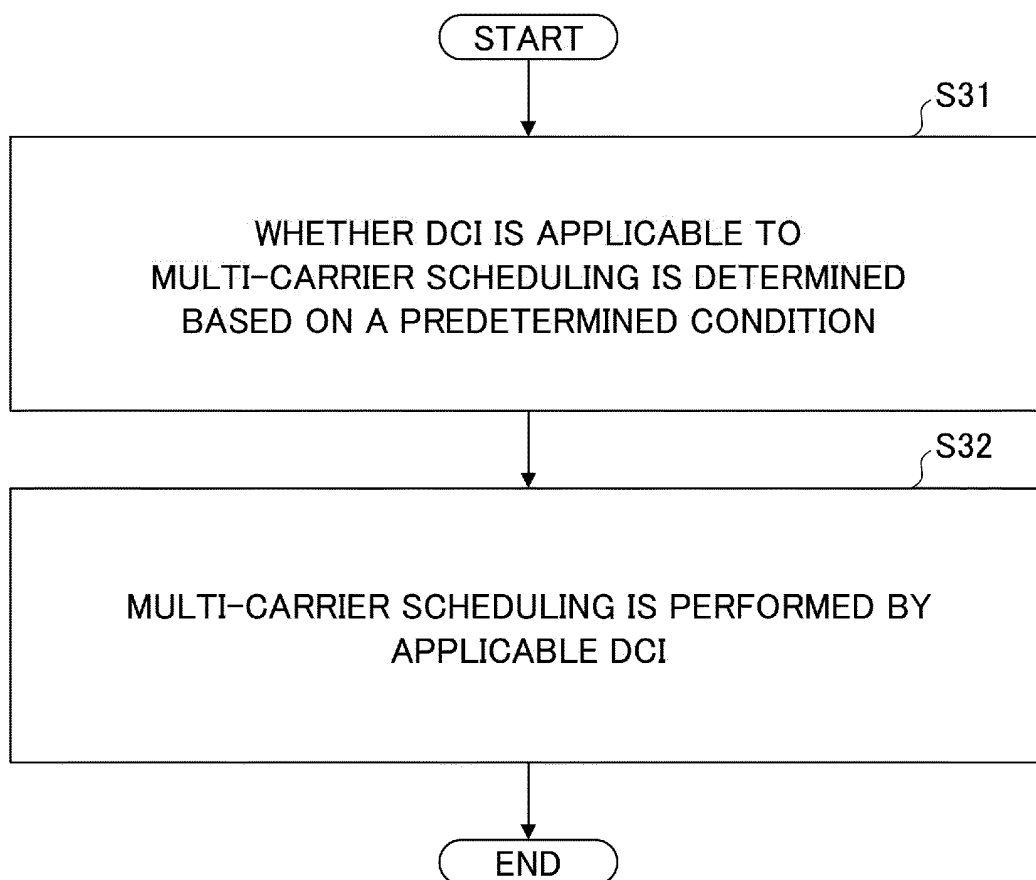 START
S31
WHETHER DCI IS APPLICABLE TO
MULTI-CARRIER SCHEDULING IS DETERMINED
BASED ON A PREDETERMINED CONDITION
S32
MULTI-CARRIER SCHEDULING IS PERFORMED BY
APPLICABLE DCI
END